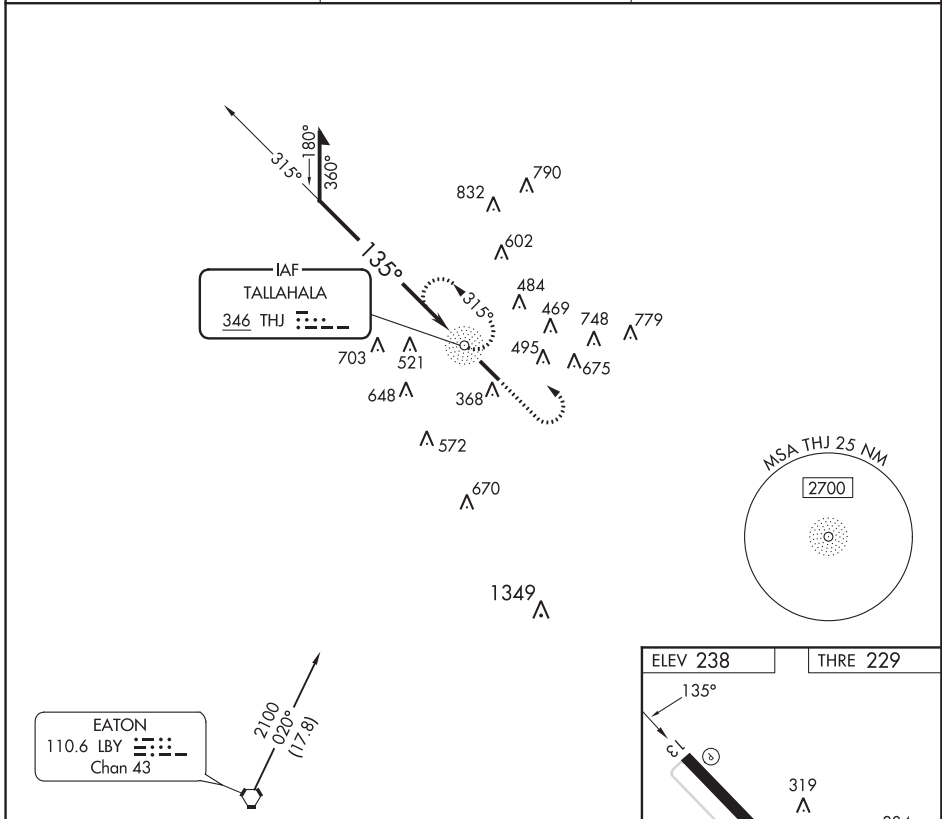 315°
180°
360°
135°
790
832
602
IAF
TALLAHALA
346 THJ
315°
484
469
748
779
703
521
495
675
648
368
572
670
MSA THJ 25 NM
2700
1349
ELEV 238
THRE 229
135°
13
P
319
2100
020°
(17.8)
EATON
110.6 LBY
Chan 43